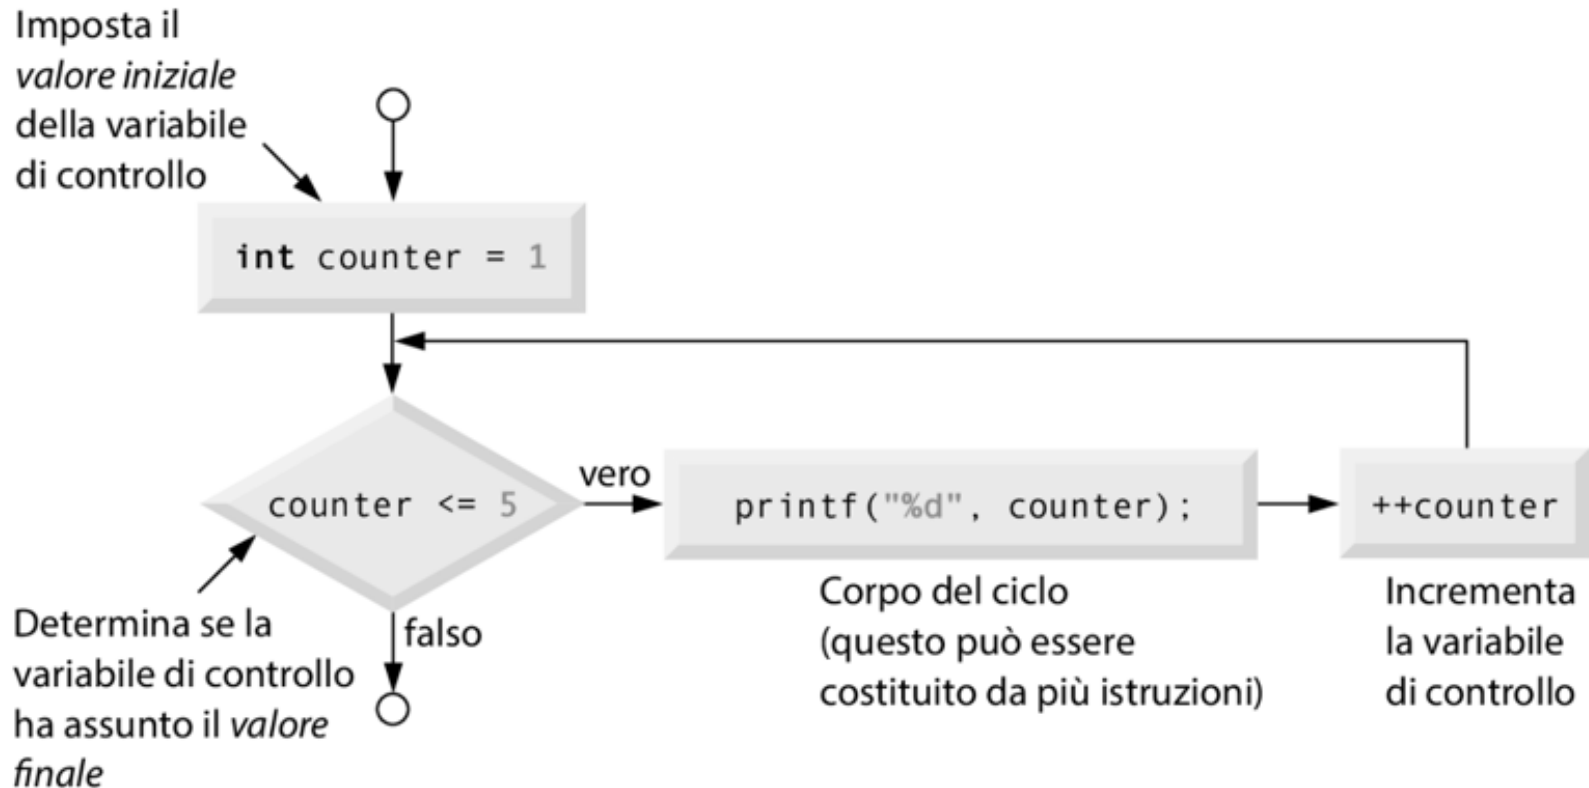 Imposta il
valore iniziale
della variabile
di controllo
int counter = 1
counter <= 5
vero
printf("%d", counter);
++counter
falso
Determina se la
variabile di controllo
ha assunto il valore
finale
Corpo del ciclo
(questo può essere
costituito da più istruzioni)
Incrementa
la variabile
di controllo